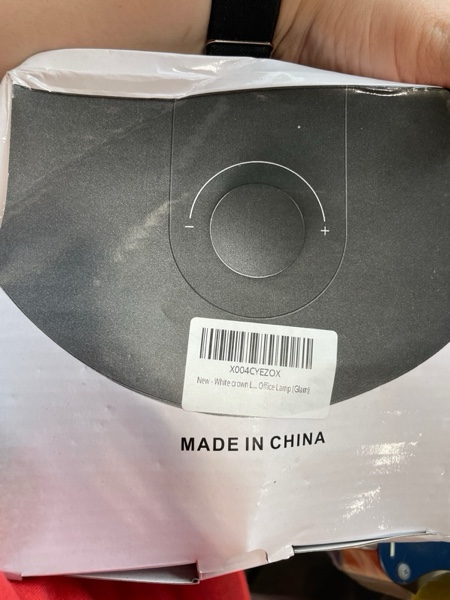 − +
X004CYEZOX
New - White crown L... Office Lamp (Glam)
MADE IN CHINA